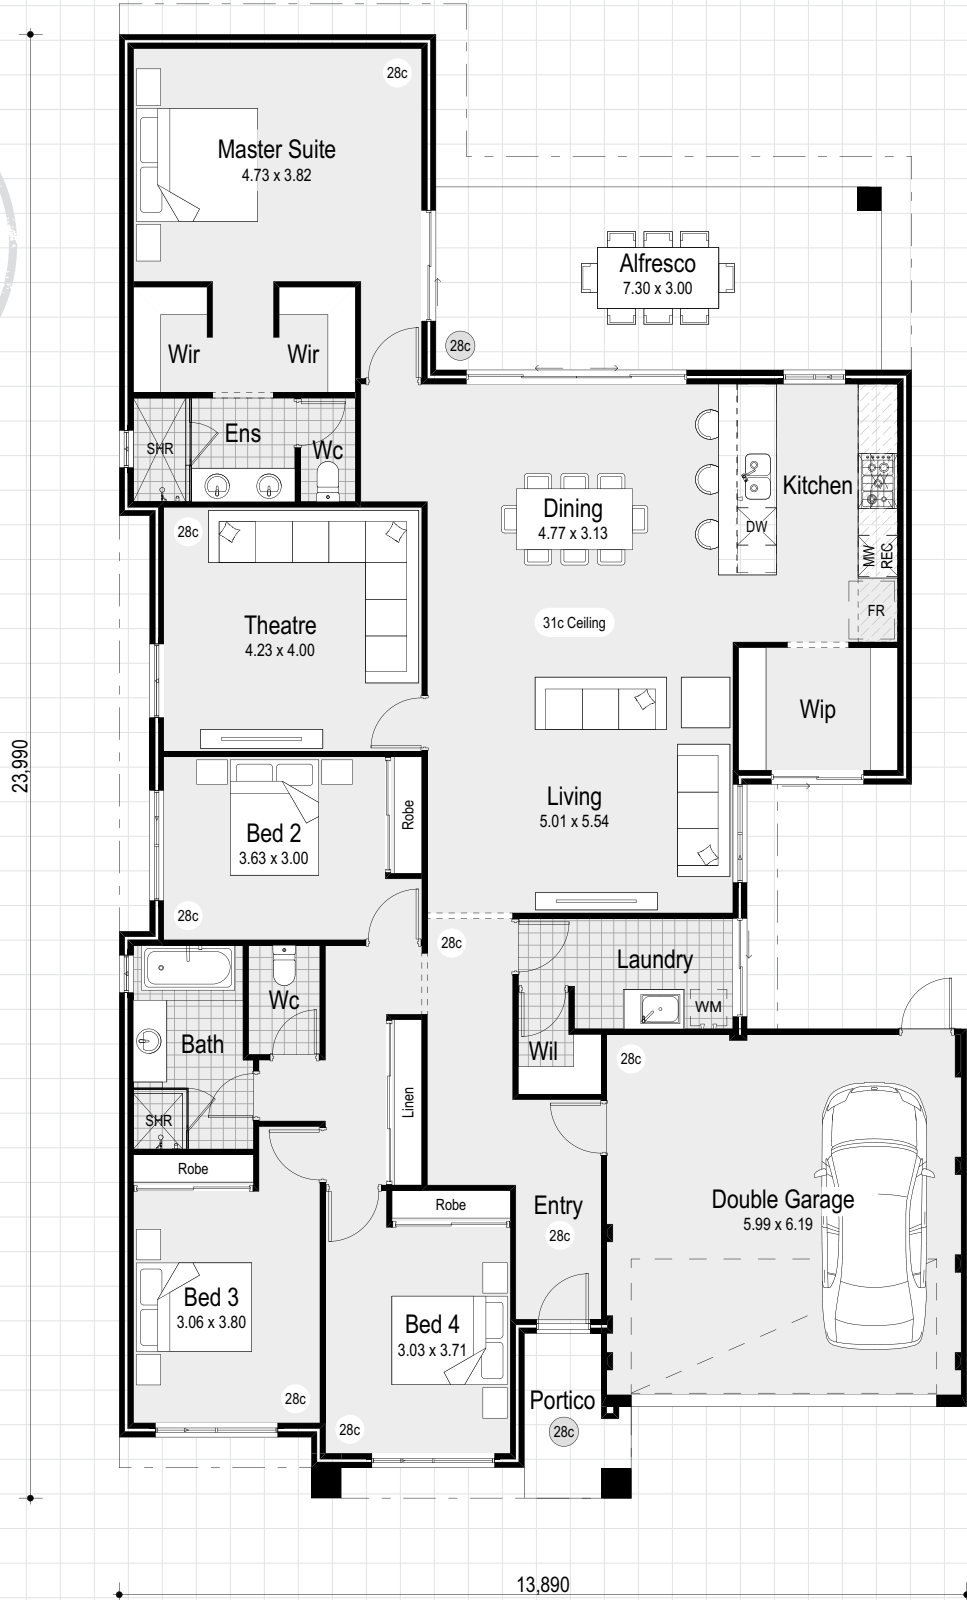 28c
Master Suite
4.73 x 3.82
Alfresco
7.30 x 3.00
28c
Wir
Wir
SHR
Ens
Wc
Kitchen
28c
Dining
4.77 x 3.13
DW
MW
REC
FR
31c Ceiling
Theatre
4.23 x 4.00
Wip
23,990
Living
5.01 x 5.54
Bed 2
3.63 x 3.00
Robe
28c
28c
Laundry
WM
Wc
Bath
Wil
28c
SHR
Linen
Robe
Robe
Entry
28c
Double Garage
5.99 x 6.19
Bed 3
3.06 x 3.80
Bed 4
3.03 x 3.71
28c
28c
Portico
28c
13,890